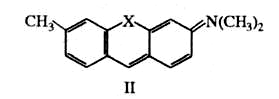 CH₃
X
N(CH₃)₂
II